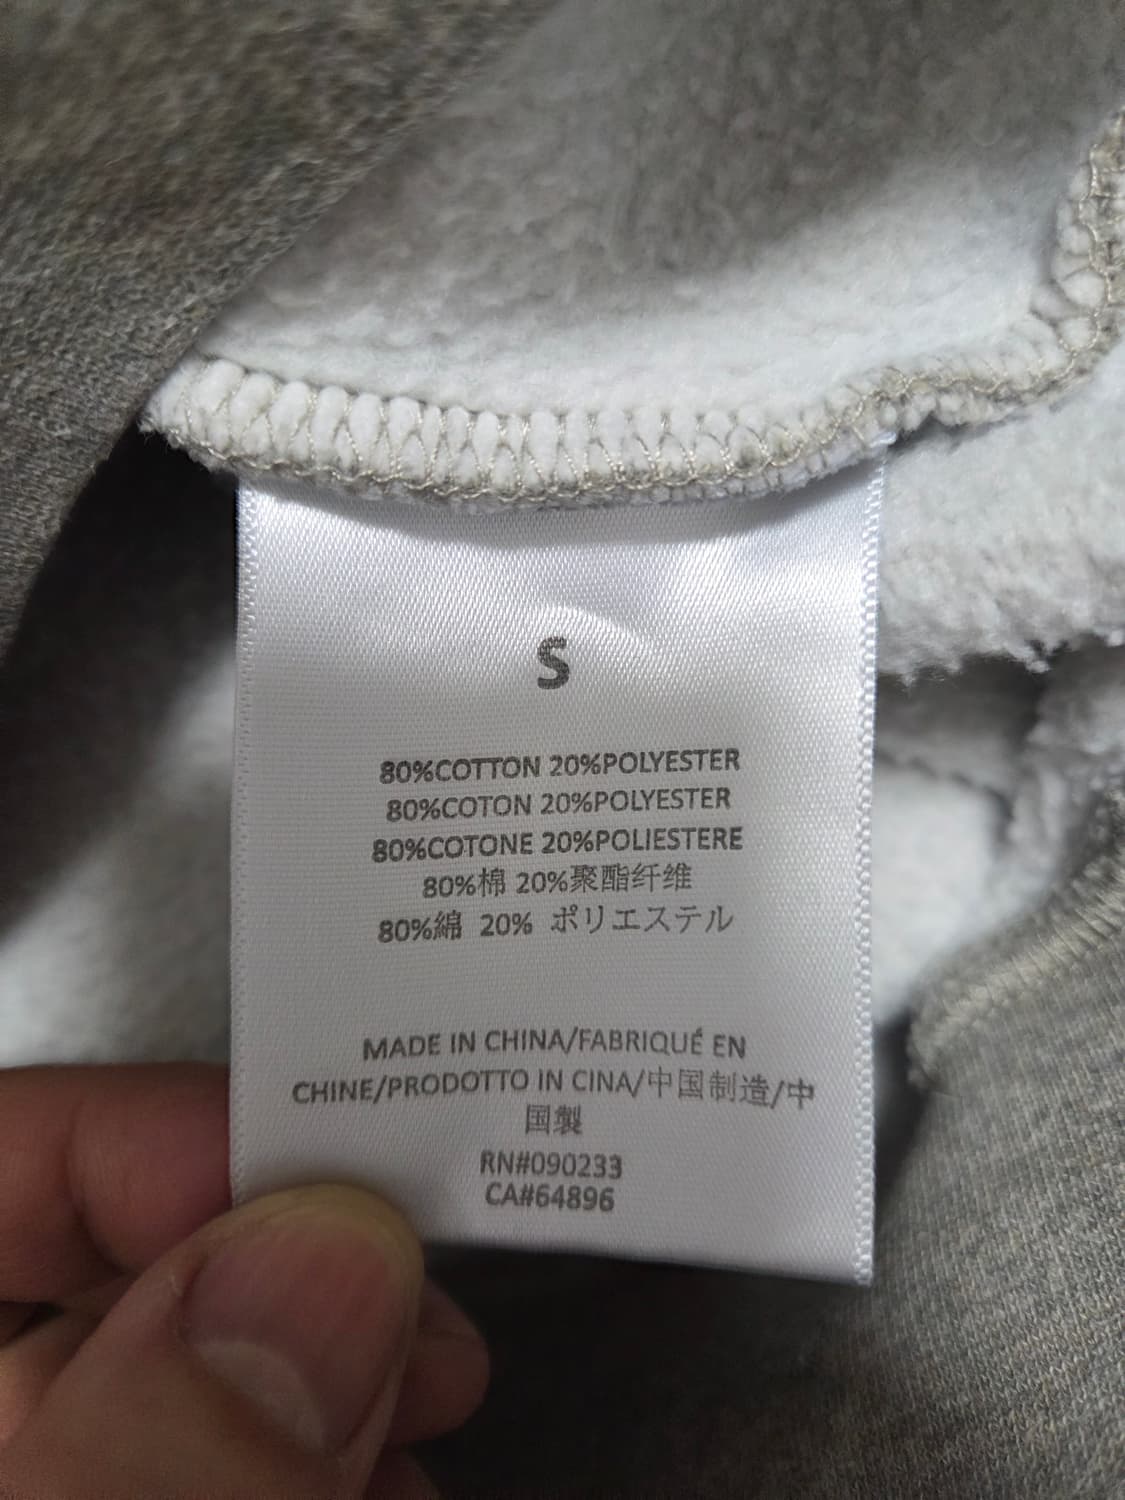 S
80%COTTON 20%POLYESTER
80%COTON 20%POLYESTER
80%COTONE 20%POLIESTERE
80%棉 20%聚酯纤维
80%綿 20% ポリエステル
MADE IN CHINA/FABRIQUÉ EN
CHINE/PRODOTTO IN CINA/中国制造/中
国製
RN#090233
CA#64896